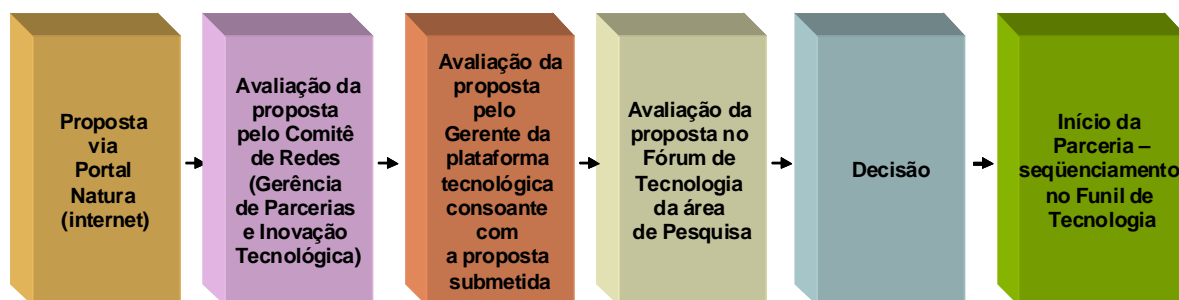 Proposta
via
Portal
Natura
(internet)
Avaliação da
proposta
pelo Comitê
de Redes
(Gerência
de Parcerias
e Inovação
Tecnológica)
Avaliação da
proposta
pelo
Gerente da
plataforma
tecnológica
consoante
com
a proposta
submetida
Avaliação da
proposta no
Fórum de
Tecnologia
da área
de Pesquisa
Decisão
Início da
Parceria –
seqüenciamento
no Funil de
Tecnologia